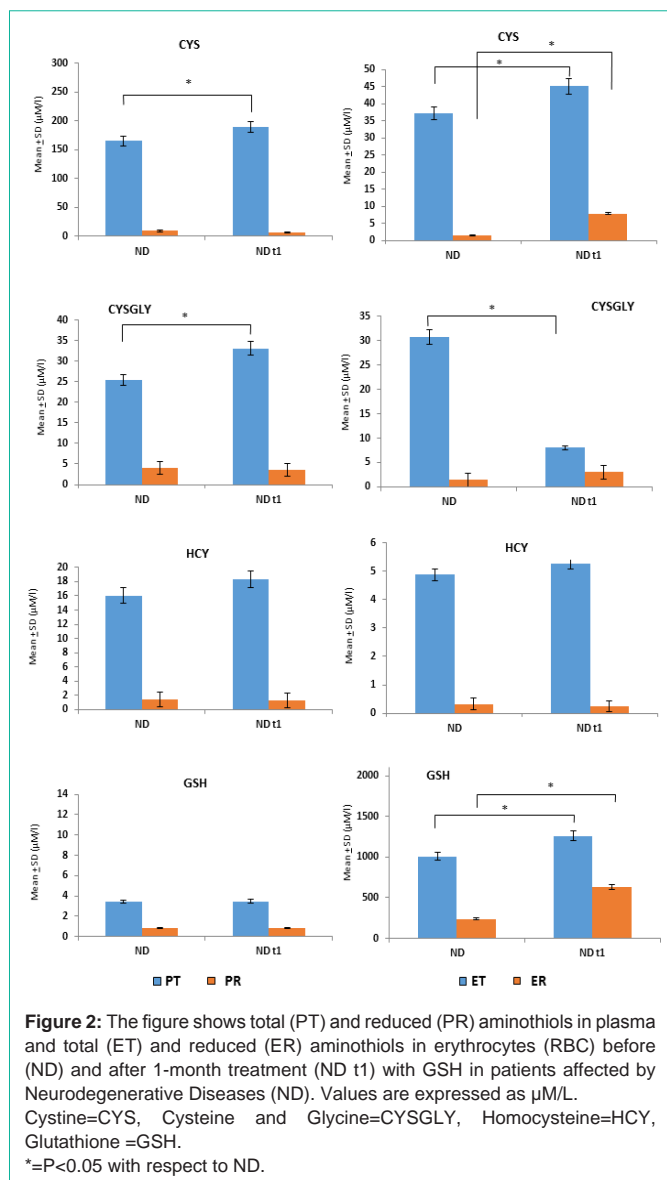 CYS
Mean ±SD (µM/l)
300
250
200
150
100
50
0
*
ND
ND t1
CYS
Mean ±SD (µM/l)
50
45
40
35
30
25
20
15
10
5
0
*
*
ND
ND t1
CYSGLY
Mean ±SD (µM/l)
40
35
30
25
20
15
10
5
0
*
ND
ND t1
CYSGLY
Mean ±SD (µM/l)
35
30
25
20
15
10
5
0
*
ND
ND t1
HCY
Mean ±SD (µM/l)
20
18
16
14
12
10
8
6
4
2
0
ND
ND t1
HCY
Mean ±SD (µM/l)
6
5
4
3
2
1
0
ND
ND t1
GSH
Mean ±SD (µM/l)
14
12
10
8
6
4
2
0
ND
ND t1
PT PR
GSH
Mean ±SD (µM/l)
2000
1500
1000
500
0
*
*
ND
ND t1
ET ER
Figure 2: The figure shows total (PT) and reduced (PR) aminothiols in plasma
and total (ET) and reduced (ER) aminothiols in erythrocytes (RBC) before
(ND) and after 1-month treatment (ND t1) with GSH in patients affected by
Neurodegenerative Diseases (ND). Values are expressed as µM/L.
Cystine=CYS, Cysteine and Glycine=CYSGLY, Homocysteine=HCY,
Glutathione =GSH.
*=P<0.05 with respect to ND.